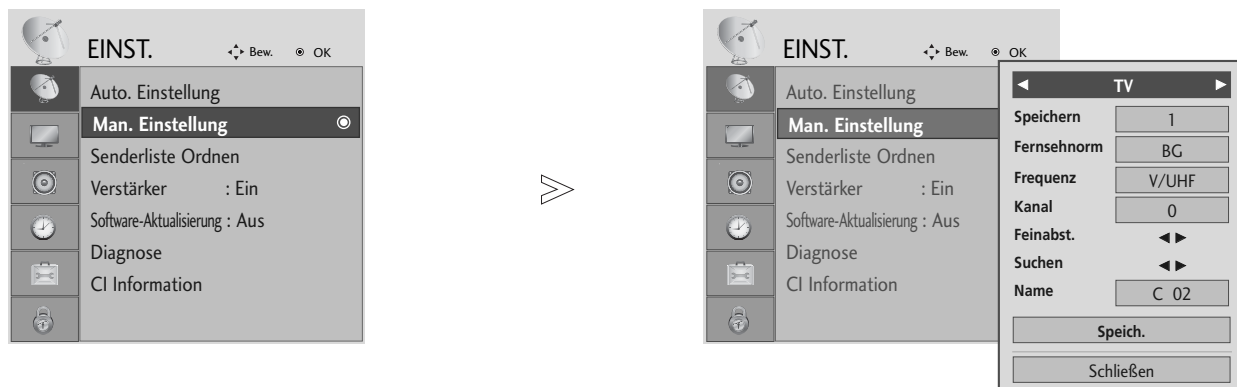 EINST. Bew. OK
Auto. Einstellung
Man. Einstellung
Senderliste Ordnen
Verstärker : Ein
Software-Aktualisierung : Aus
Diagnose
CI Information
EINST. Bew. OK
Auto. Einstellung
Man. Einstellung
Senderliste Ordnen
Verstärker : Ein
Software-Aktualisierung : Aus
Diagnose
CI Information
◄ TV ►
Speichern 1
Fernsehnorm BG
Frequenz V/UHF
Kanal 0
Feinabst. ◄►
Suchen ◄►
Name C 02
Speich.
Schließen